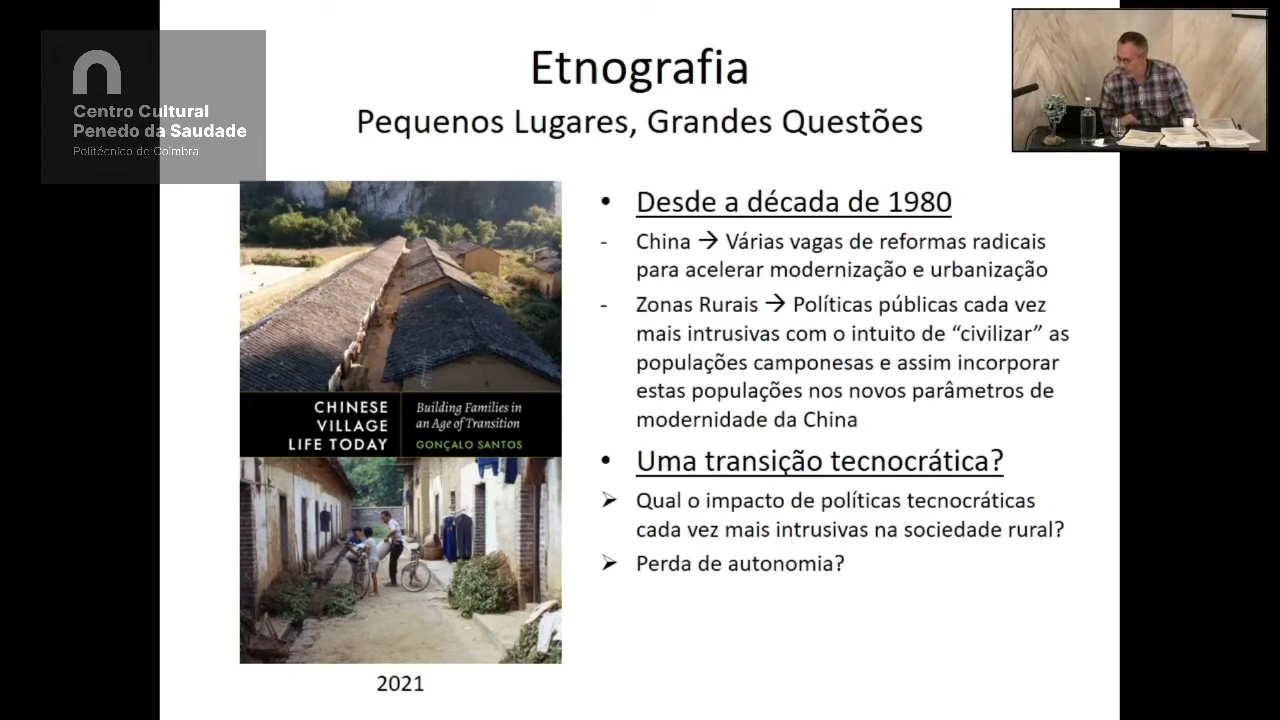 Centro Cultural
Penedo da Saudade
Politécnico de Coimbra
Etnografia
Pequenos Lugares, Grandes Questões
CHINESE
VILLAGE
LIFE TODAY
Building Families in
an Age of Transition
GONÇALO SANTOS
2021
• Desde a década de 1980
- China → Várias vagas de reformas radicais
para acelerar modernização e urbanização
- Zonas Rurais → Políticas públicas cada vez
mais intrusivas com o intuito de “civilizar” as
populações camponesas e assim incorporar
estas populações nos novos parâmetros de
modernidade da China
• Uma transição tecnocrática?
➢ Qual o impacto de políticas tecnocráticas
cada vez mais intrusivas na sociedade rural?
➢ Perda de autonomia?